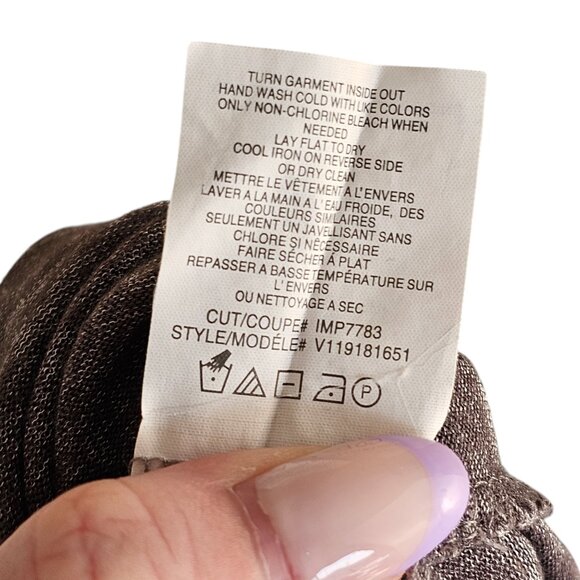 TURN GARMENT INSIDE OUT
HAND WASH COLD WITH LIKE COLORS
ONLY NON-CHLORINE BLEACH WHEN
NEEDED
LAY FLAT TO DRY
COOL IRON ON REVERSE SIDE
OR DRY CLEAN
METTRE LE VÊTEMENT A L'ENVERS
LAVER A LA MAIN A L'EAU FROIDE, DES
COULEURS SIMILAIRES
SEULEMENT UN JAVELLISANT SANS
CHLORE SI NÉCESSAIRE
FAIRE SÉCHER À PLAT
REPASSER A BASSE TEMPÉRATURE SUR
L'ENVERS
OU NETTOYAGE A SEC
CUT/COUPE# IMP7783
STYLE/MODÉLE# V119181651
P